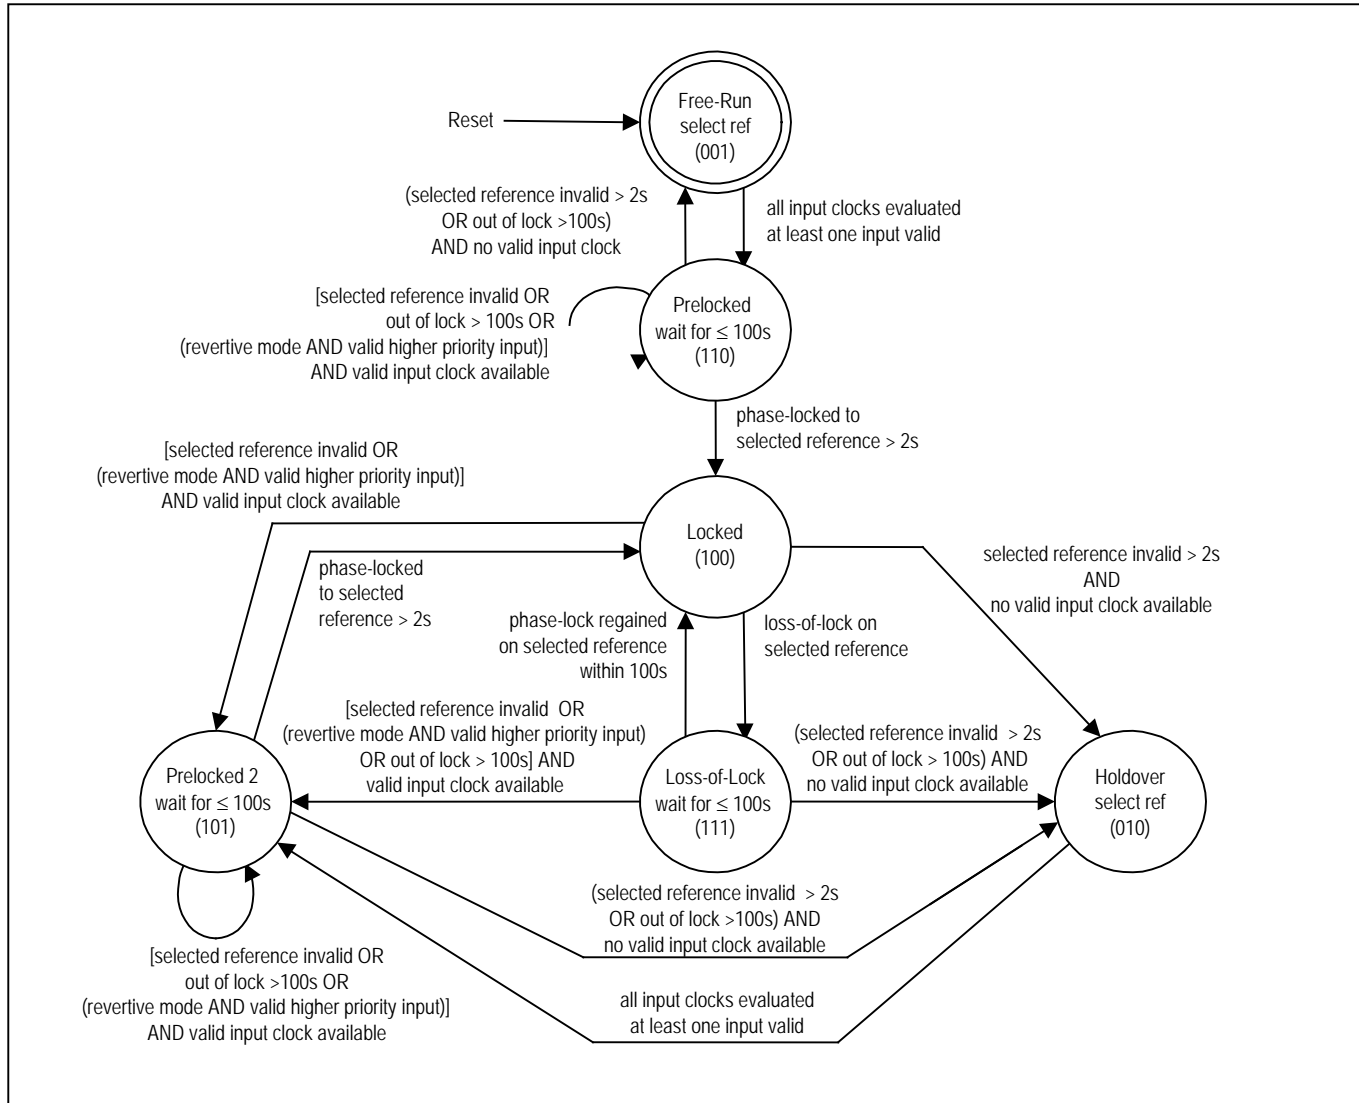 Free-Run
select ref
(001)
Reset
(selected reference invalid > 2s
OR out of lock >100s)
AND no valid input clock
all input clocks evaluated
at least one input valid
[selected reference invalid OR
out of lock > 100s OR
(revertive mode AND valid higher priority input)]
AND valid input clock available
Prelocked
wait for ≤ 100s
(110)
phase-locked to
selected reference > 2s
[selected reference invalid OR
(revertive mode AND valid higher priority input)]
AND valid input clock available
Locked
(100)
phase-locked
to selected
reference > 2s
selected reference invalid > 2s
AND
no valid input clock available
phase-lock regained
on selected reference
within 100s
loss-of-lock on
selected reference
[selected reference invalid OR
(revertive mode AND valid higher priority input)
OR out of lock > 100s] AND
valid input clock available
(selected reference invalid > 2s
OR out of lock > 100s) AND
no valid input clock available
Prelocked 2
wait for ≤ 100s
(101)
Loss-of-Lock
wait for ≤ 100s
(111)
Holdover
select ref
(010)
(selected reference invalid > 2s
OR out of lock >100s) AND
no valid input clock available
[selected reference invalid OR
out of lock >100s OR
(revertive mode AND valid higher priority input)]
AND valid input clock available
all input clocks evaluated
at least one input valid